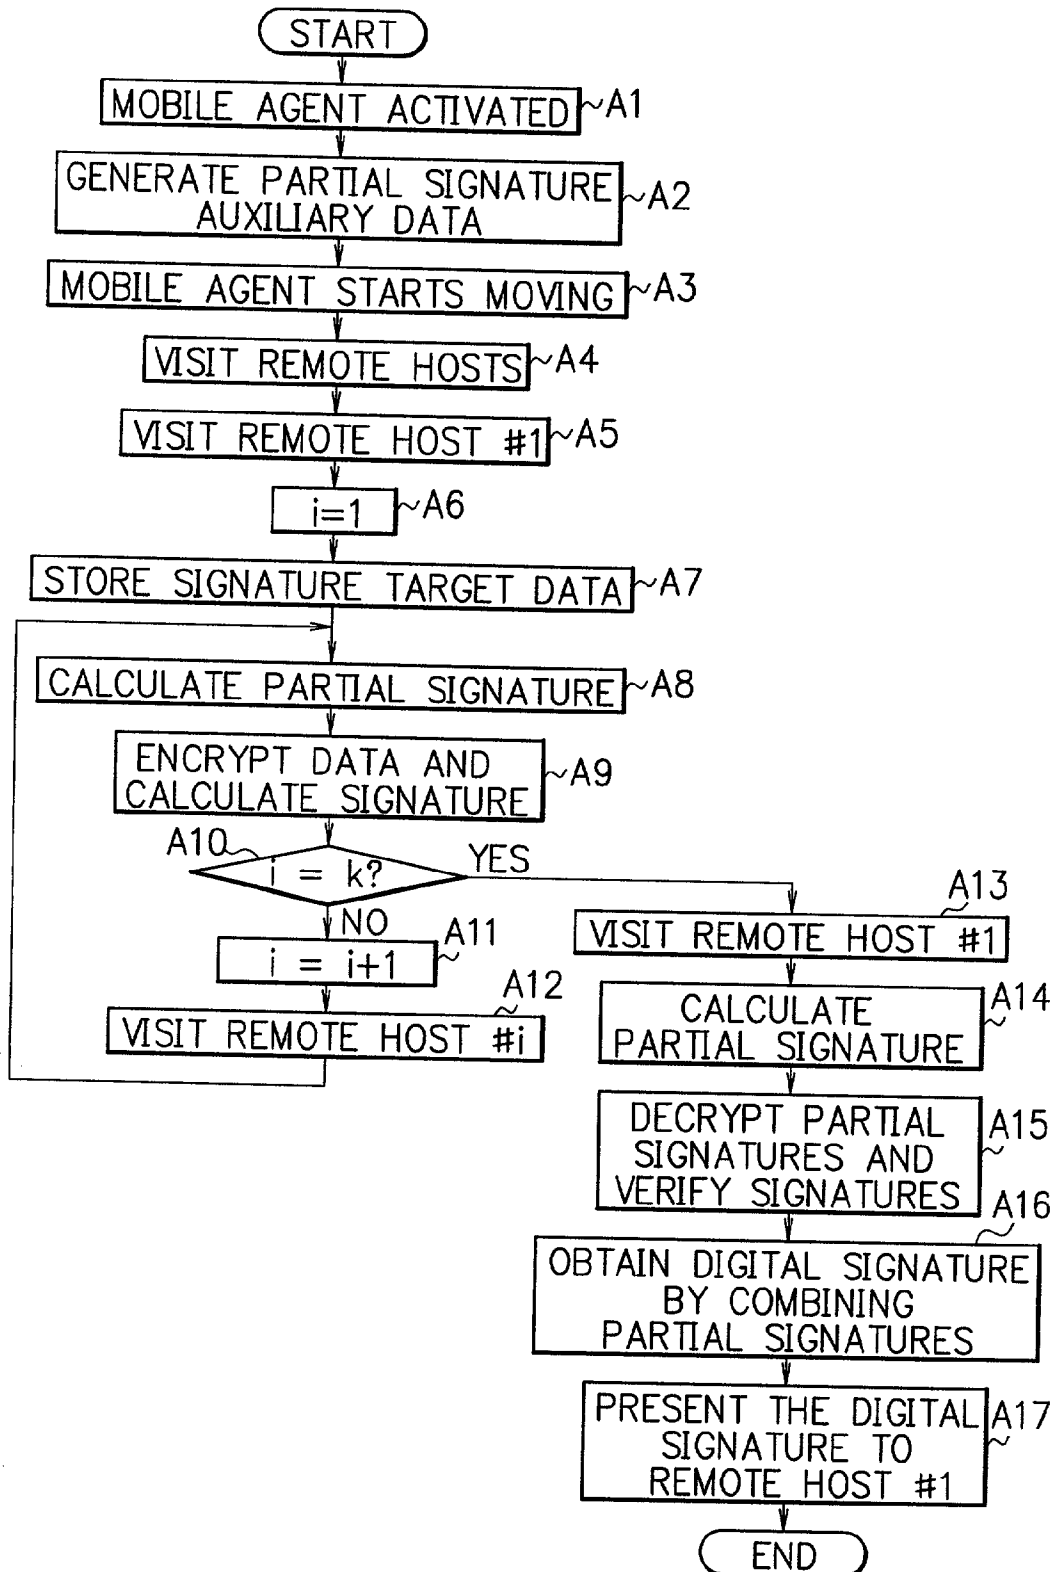 START
MOBILE AGENT ACTIVATED
A1
GENERATE PARTIAL SIGNATURE
AUXILIARY DATA
A2
MOBILE AGENT STARTS MOVING
A3
VISIT REMOTE HOSTS
A4
VISIT REMOTE HOST #1
A5
i=1
A6
STORE SIGNATURE TARGET DATA
A7
CALCULATE PARTIAL SIGNATURE
A8
ENCRYPT DATA AND
CALCULATE SIGNATURE
A9
A10
i = k?
YES
NO
i = i+1
A11
VISIT REMOTE HOST #i
A12
VISIT REMOTE HOST #1
A13
CALCULATE
PARTIAL SIGNATURE
A14
DECRYPT PARTIAL
SIGNATURES AND
VERIFY SIGNATURES
A15
OBTAIN DIGITAL SIGNATURE
BY COMBINING
PARTIAL SIGNATURES
A16
PRESENT THE DIGITAL
SIGNATURE TO
REMOTE HOST #1
A17
END